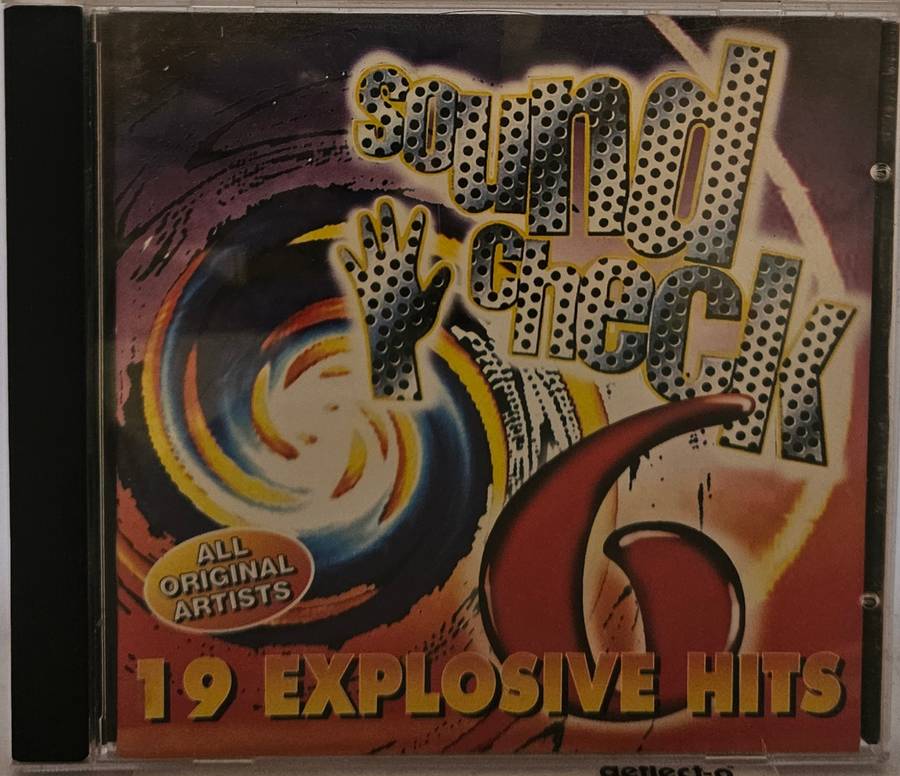 sound
check
6
ALL
ORIGINAL
ARTISTS
19 EXPLOSIVE HITS